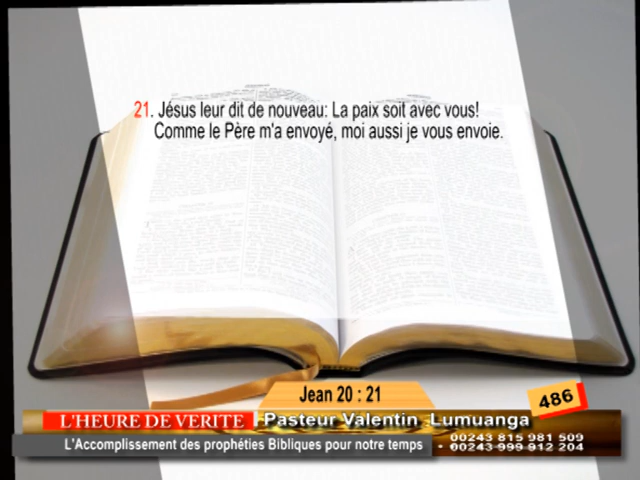 21. Jésus leur dit de nouveau: La paix soit avec vous!
Comme le Père m'a envoyé, moi aussi je vous envoie.
Jean 20 : 21
486
L'HEURE DE VERITE Pasteur Valentin Lumuanga
L'Accomplissement des prophéties Bibliques pour notre temps
00243 815 981 509
- 00243 999 912 204